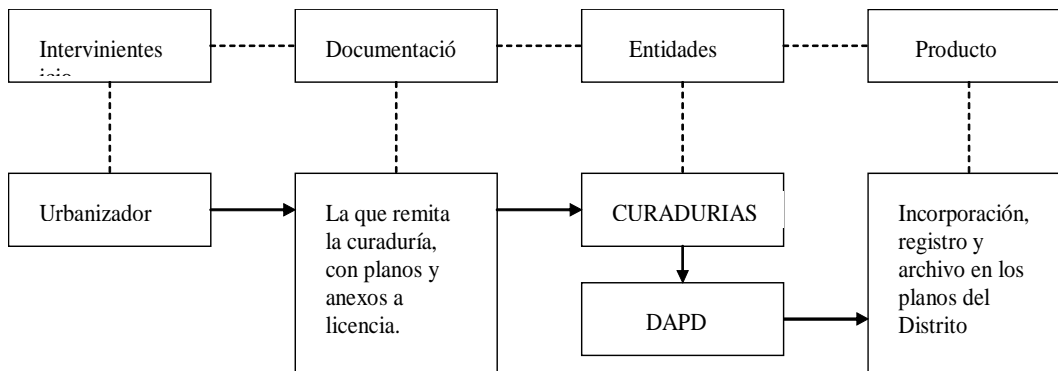 Intervinientes
Documentació
Entidades
Producto
Urbanizador
La que remita
la curaduría,
con planos y
anexos a
licencia.
CURADURIAS
DAPD
Incorporación,
registro y
archivo en los
planos del
Distrito